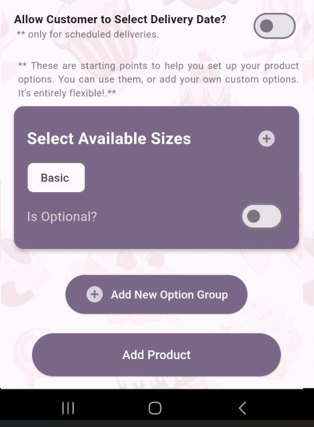 Allow Customer to Select Delivery Date?
** only for scheduled deliveries.
** These are starting points to help you set up your product
options. You can use them, or add your own custom options.
It's entirely flexible!.**
Select Available Sizes
Basic
Is Optional?
Add New Option Group
Add Product